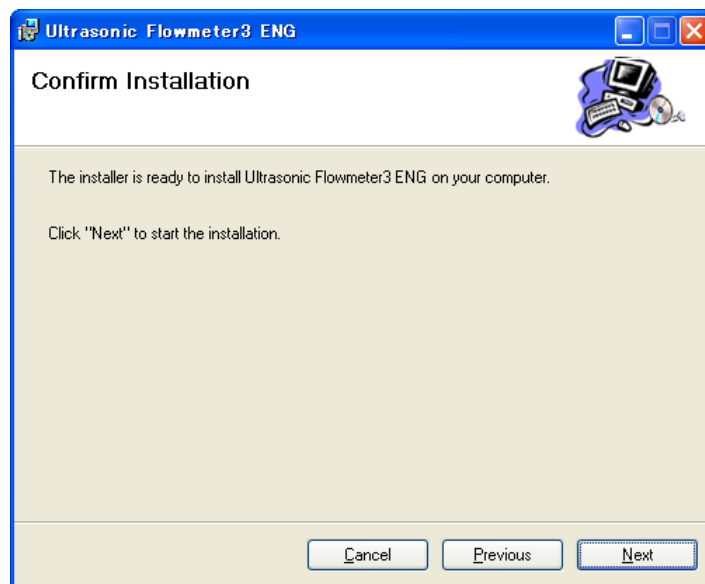 Ultrasonic Flowmeter3 ENG
Confirm Installation
The installer is ready to install Ultrasonic Flowmeter3 ENG on your computer.
Click "Next" to start the installation.
Cancel Previous Next